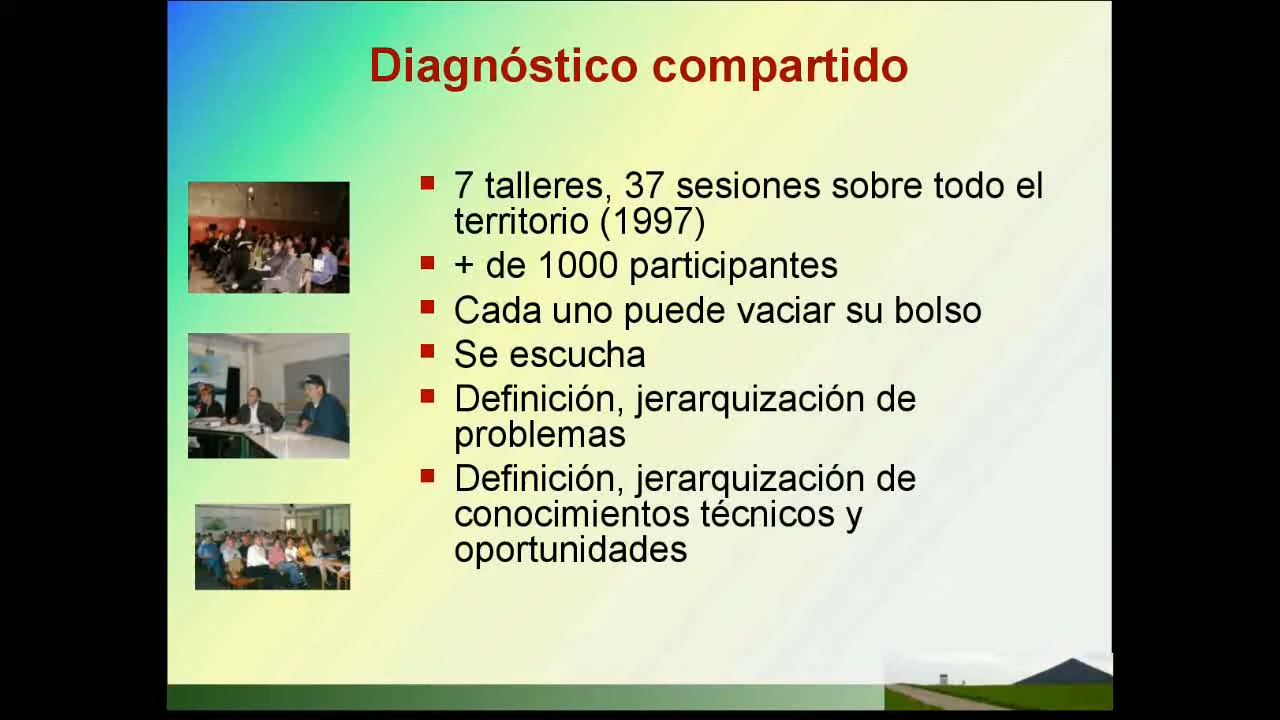 Diagnóstico compartido
7 talleres, 37 sesiones sobre todo el
territorio (1997)
+ de 1000 participantes
Cada uno puede vaciar su bolso
Se escucha
Definición, jerarquización de
problemas
Definición, jerarquización de
conocimientos técnicos y
oportunidades